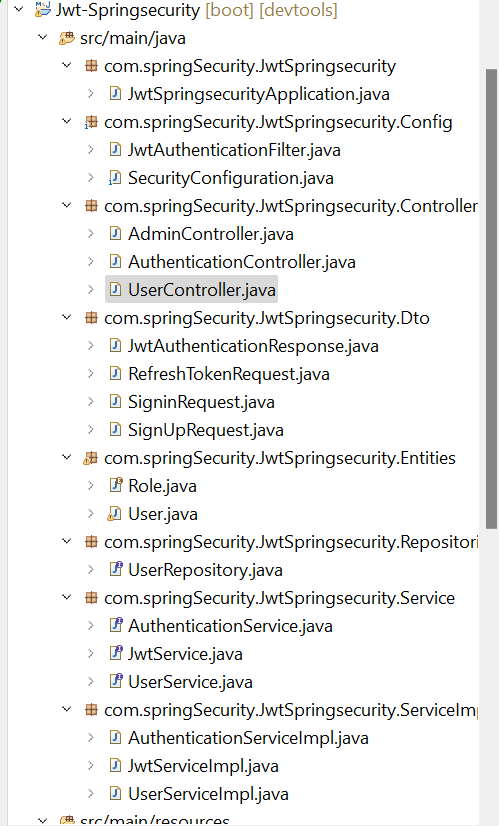 Jwt-Springsecurity [boot] [devtools]
src/main/java
com.springSecurity.JwtSpringsecurity
JwtSpringsecurityApplication.java
com.springSecurity.JwtSpringsecurity.Config
JwtAuthenticationFilter.java
SecurityConfiguration.java
com.springSecurity.JwtSpringsecurity.Controller
AdminController.java
AuthenticationController.java
UserController.java
com.springSecurity.JwtSpringsecurity.Dto
JwtAuthenticationResponse.java
RefreshTokenRequest.java
SigninRequest.java
SignUpRequest.java
com.springSecurity.JwtSpringsecurity.Entities
Role.java
User.java
com.springSecurity.JwtSpringsecurity.Repositori
UserRepository.java
com.springSecurity.JwtSpringsecurity.Service
AuthenticationService.java
JwtService.java
UserService.java
com.springSecurity.JwtSpringsecurity.ServiceImp
AuthenticationServiceImpl.java
JwtServiceImpl.java
UserServiceImpl.java
src/main/resources